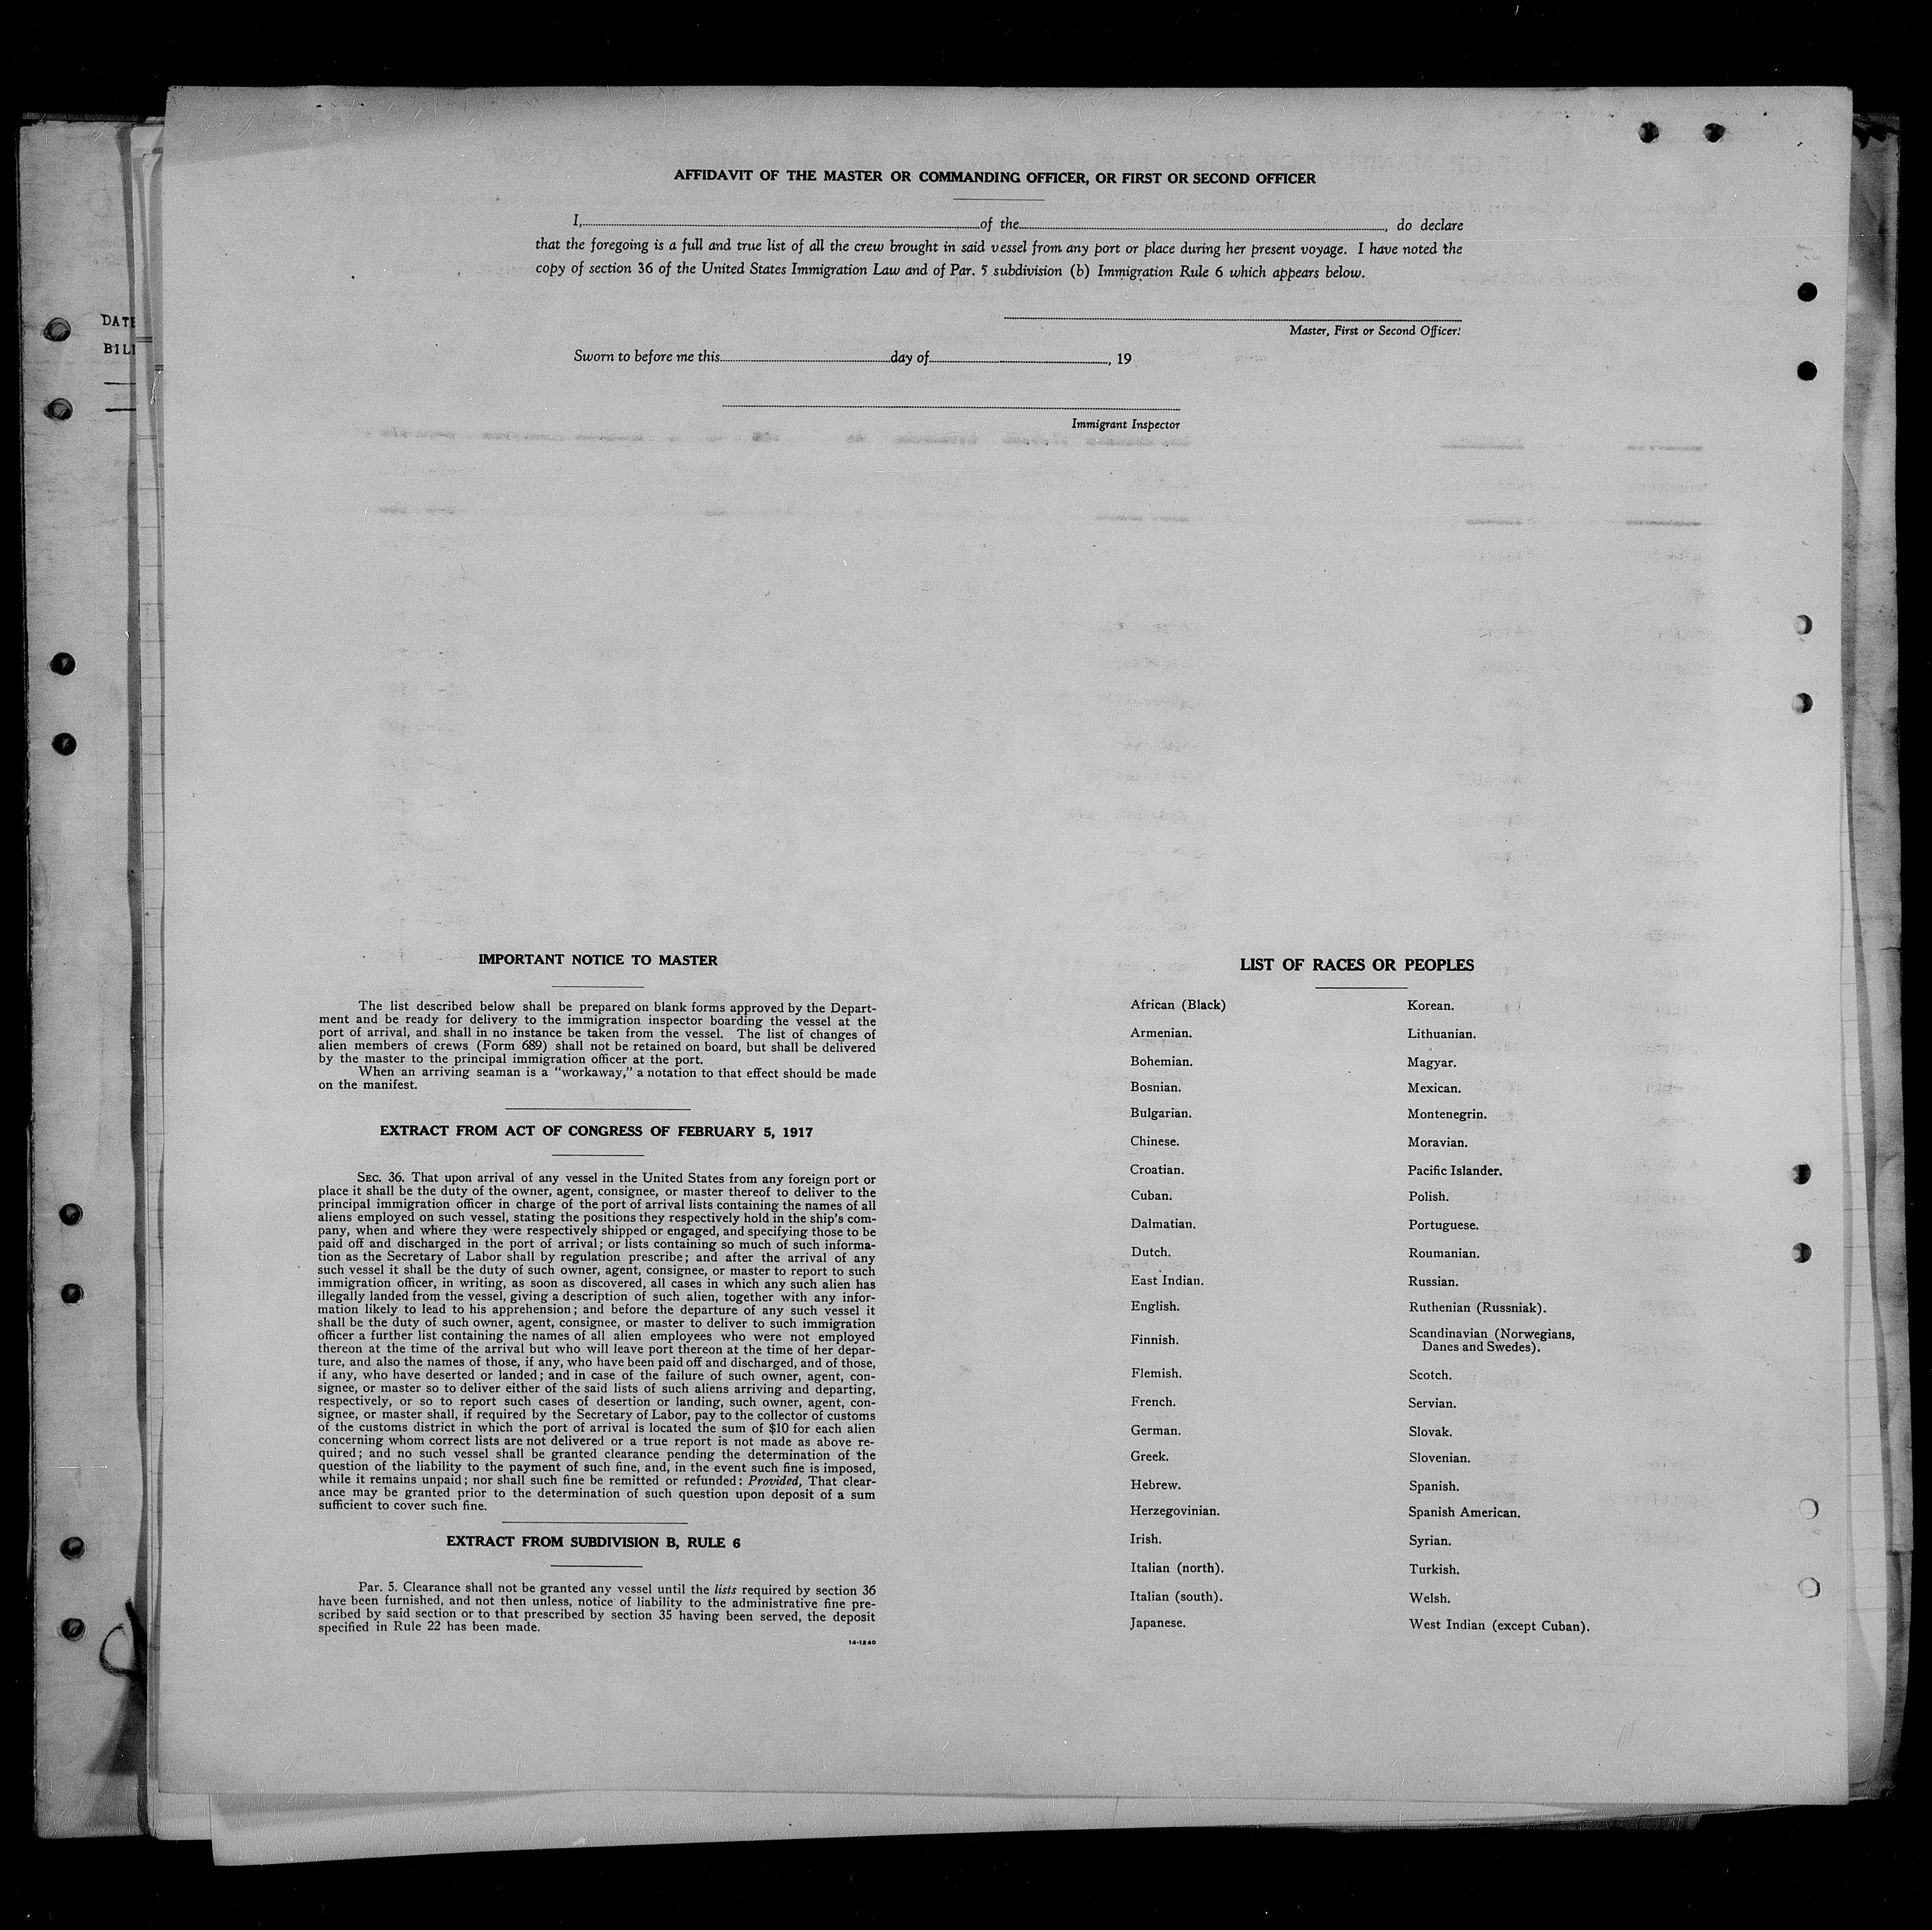 DATE
BILL
AFFIDAVIT OF THE MASTER OR COMMANDING OFFICER, OR FIRST OR SECOND OFFICER
I, of the , do declare
that the foregoing is a full and true list of all the crew brought in said vessel from any port or place during her present voyage. I have noted the
copy of section 36 of the United States Immigration Law and of Par. 5 subdivision (b) Immigration Rule 6 which appears below.
Master, First or Second Officer.
Sworn to before me this day of , 19
Immigrant Inspector
IMPORTANT NOTICE TO MASTER
The list described below shall be prepared on blank forms approved by the Depart-
ment and be ready for delivery to the immigration inspector boarding the vessel at the
port of arrival, and shall in no instance be taken from the vessel. The list of changes of
alien members of crews (Form 689) shall not be retained on board, but shall be delivered
by the master to the principal immigration officer at the port.
When an arriving seaman is a "workaway," a notation to that effect should be made
on the manifest.
EXTRACT FROM ACT OF CONGRESS OF FEBRUARY 5, 1917
SEC. 36. That upon arrival of any vessel in the United States from any foreign port or
place it shall be the duty of the owner, agent, consignee, or master thereof to deliver to the
principal immigration officer in charge of the port of arrival lists containing the names of all
aliens employed on such vessel, stating the positions they respectively hold in the ship's com-
pany, when and where they were respectively shipped or engaged, and specifying those to be
paid off and discharged in the port of arrival; or lists containing so much of such informa-
tion as the Secretary of Labor shall by regulation prescribe; and after the arrival of any
such vessel it shall be the duty of such owner, agent, consignee, or master to report to such
immigration officer, in writing, as soon as discovered, all cases in which any such alien has
illegally landed from the vessel, giving a description of such alien, together with any infor-
mation likely to lead to his apprehension; and before the departure of any such vessel it
shall be the duty of such owner, agent, consignee, or master to deliver to such immigration
officer a further list containing the names of all alien employees who were not employed
thereon at the time of the arrival but who will leave port thereon at the time of her depar-
ture, and also the names of those, if any, who have been paid off and discharged, and of those,
if any, who have deserted or landed; and in case of the failure of such owner, agent, con-
signee, or master so to deliver either of the said lists of such aliens arriving and departing,
respectively, or so to report such cases of desertion or landing, such owner, agent, con-
signee, or master shall, if required by the Secretary of Labor, pay to the collector of customs
of the customs district in which the port of arrival is located the sum of $10 for each alien
concerning whom correct lists are not delivered or a true report is not made as above re-
quired; and no such vessel shall be granted clearance pending the determination of the
question of the liability to the payment of such fine, and, in the event such fine is imposed,
while it remains unpaid; nor shall such fine be remitted or refunded: Provided, That clear-
ance may be granted prior to the determination of such question upon deposit of a sum
sufficient to cover such fine.
EXTRACT FROM SUBDIVISION B, RULE 6
Par. 5. Clearance shall not be granted any vessel until the lists required by section 36
have been furnished, and not then unless, notice of liability to the administrative fine pre-
scribed by said section or to that prescribed by section 35 having been served, the deposit
specified in Rule 22 has been made.
14-1240
LIST OF RACES OR PEOPLES
African (Black)
Armenian.
Bohemian.
Bosnian.
Bulgarian.
Chinese.
Croatian.
Cuban.
Dalmatian.
Dutch.
East Indian.
English.
Finnish.
Flemish.
French.
German.
Greek.
Hebrew.
Herzegovinian.
Irish.
Italian (north).
Italian (south).
Japanese.
Korean.
Lithuanian.
Magyar.
Mexican.
Montenegrin.
Moravian.
Pacific Islander.
Polish.
Portuguese.
Roumanian.
Russian.
Ruthenian (Russniak).
Scandinavian (Norwegians,
Danes and Swedes).
Scotch.
Servian.
Slovak.
Slovenian.
Spanish.
Spanish American.
Syrian.
Turkish.
Welsh.
West Indian (except Cuban).